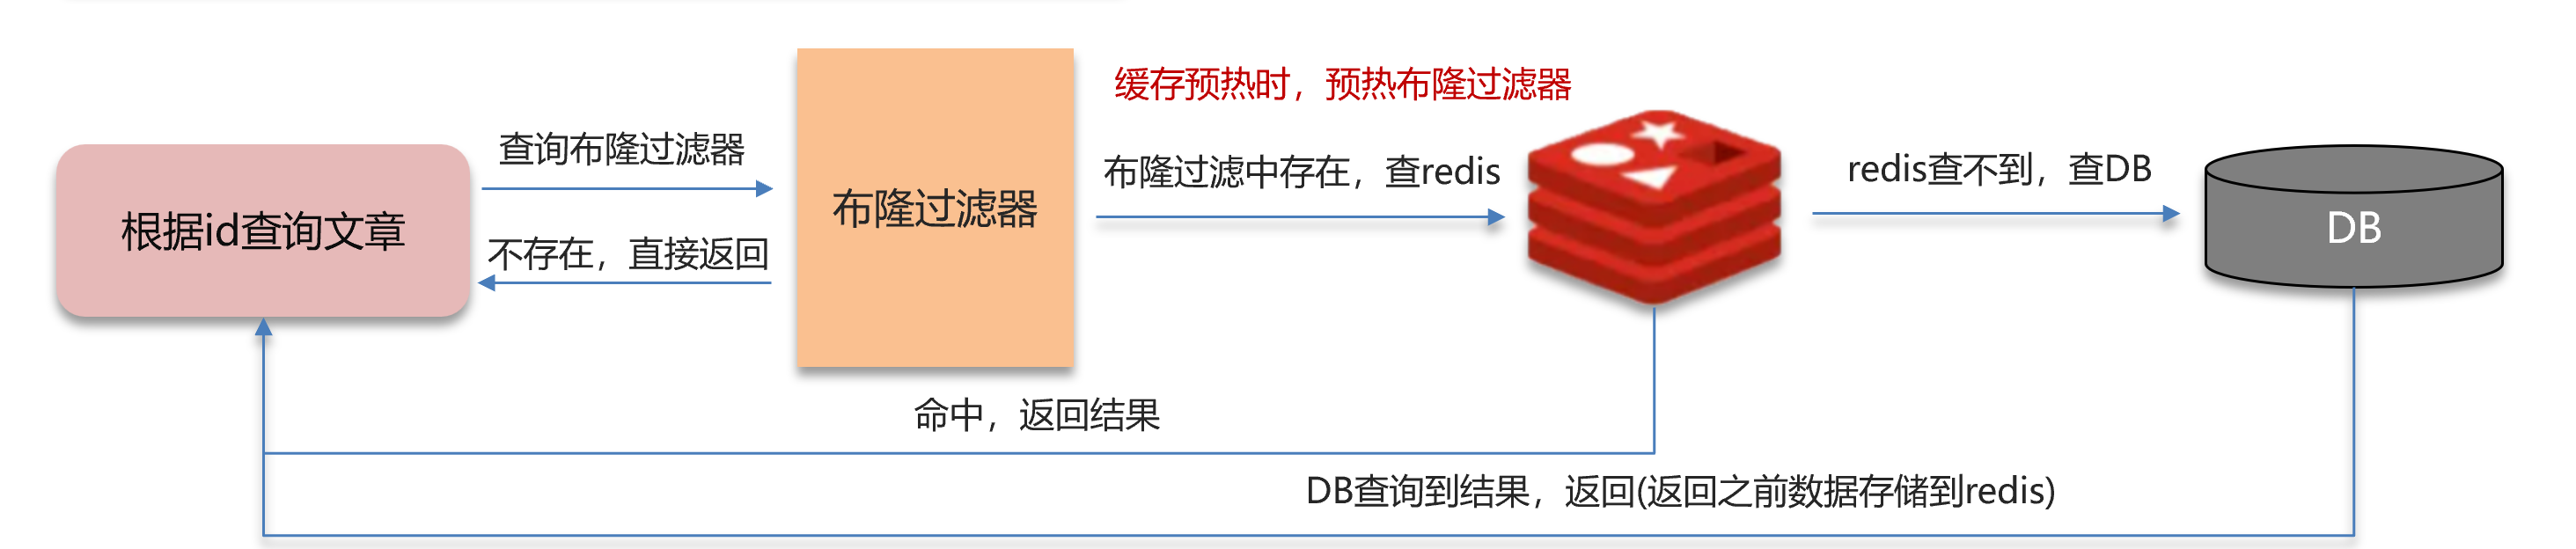 缓存预热时，预热布隆过滤器
查询布隆过滤器
布隆过滤中存在，查redis
redis查不到，查DB
根据id查询文章
布隆过滤器
DB
不存在，直接返回
命中，返回结果
DB查询到结果，返回(返回之前数据存储到redis)